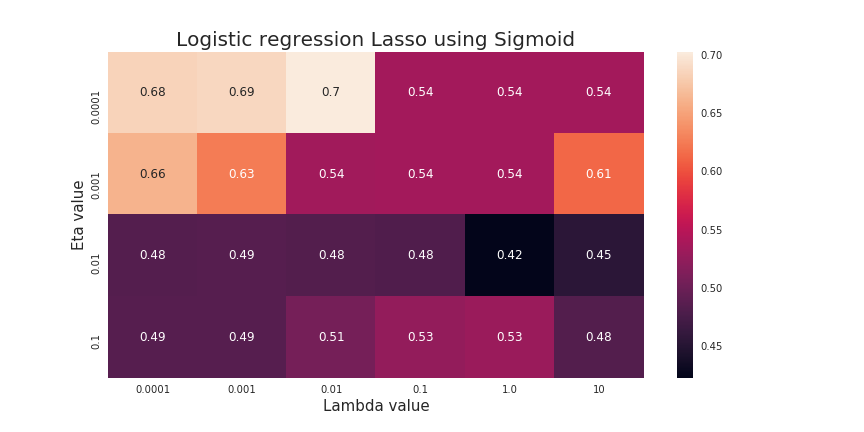 Logistic regression Lasso using Sigmoid
0.70
0.0001 0.68 0.69 0.7 0.54 0.54 0.54
0.65
0.001 0.66 0.63 0.54 0.54 0.54 0.61
0.60
Eta value
0.55
0.01 0.48 0.49 0.48 0.48 0.42 0.45
0.50
0.1 0.49 0.49 0.51 0.53 0.53 0.48
0.45
0.0001 0.001 0.01 0.1 1.0 10
Lambda value